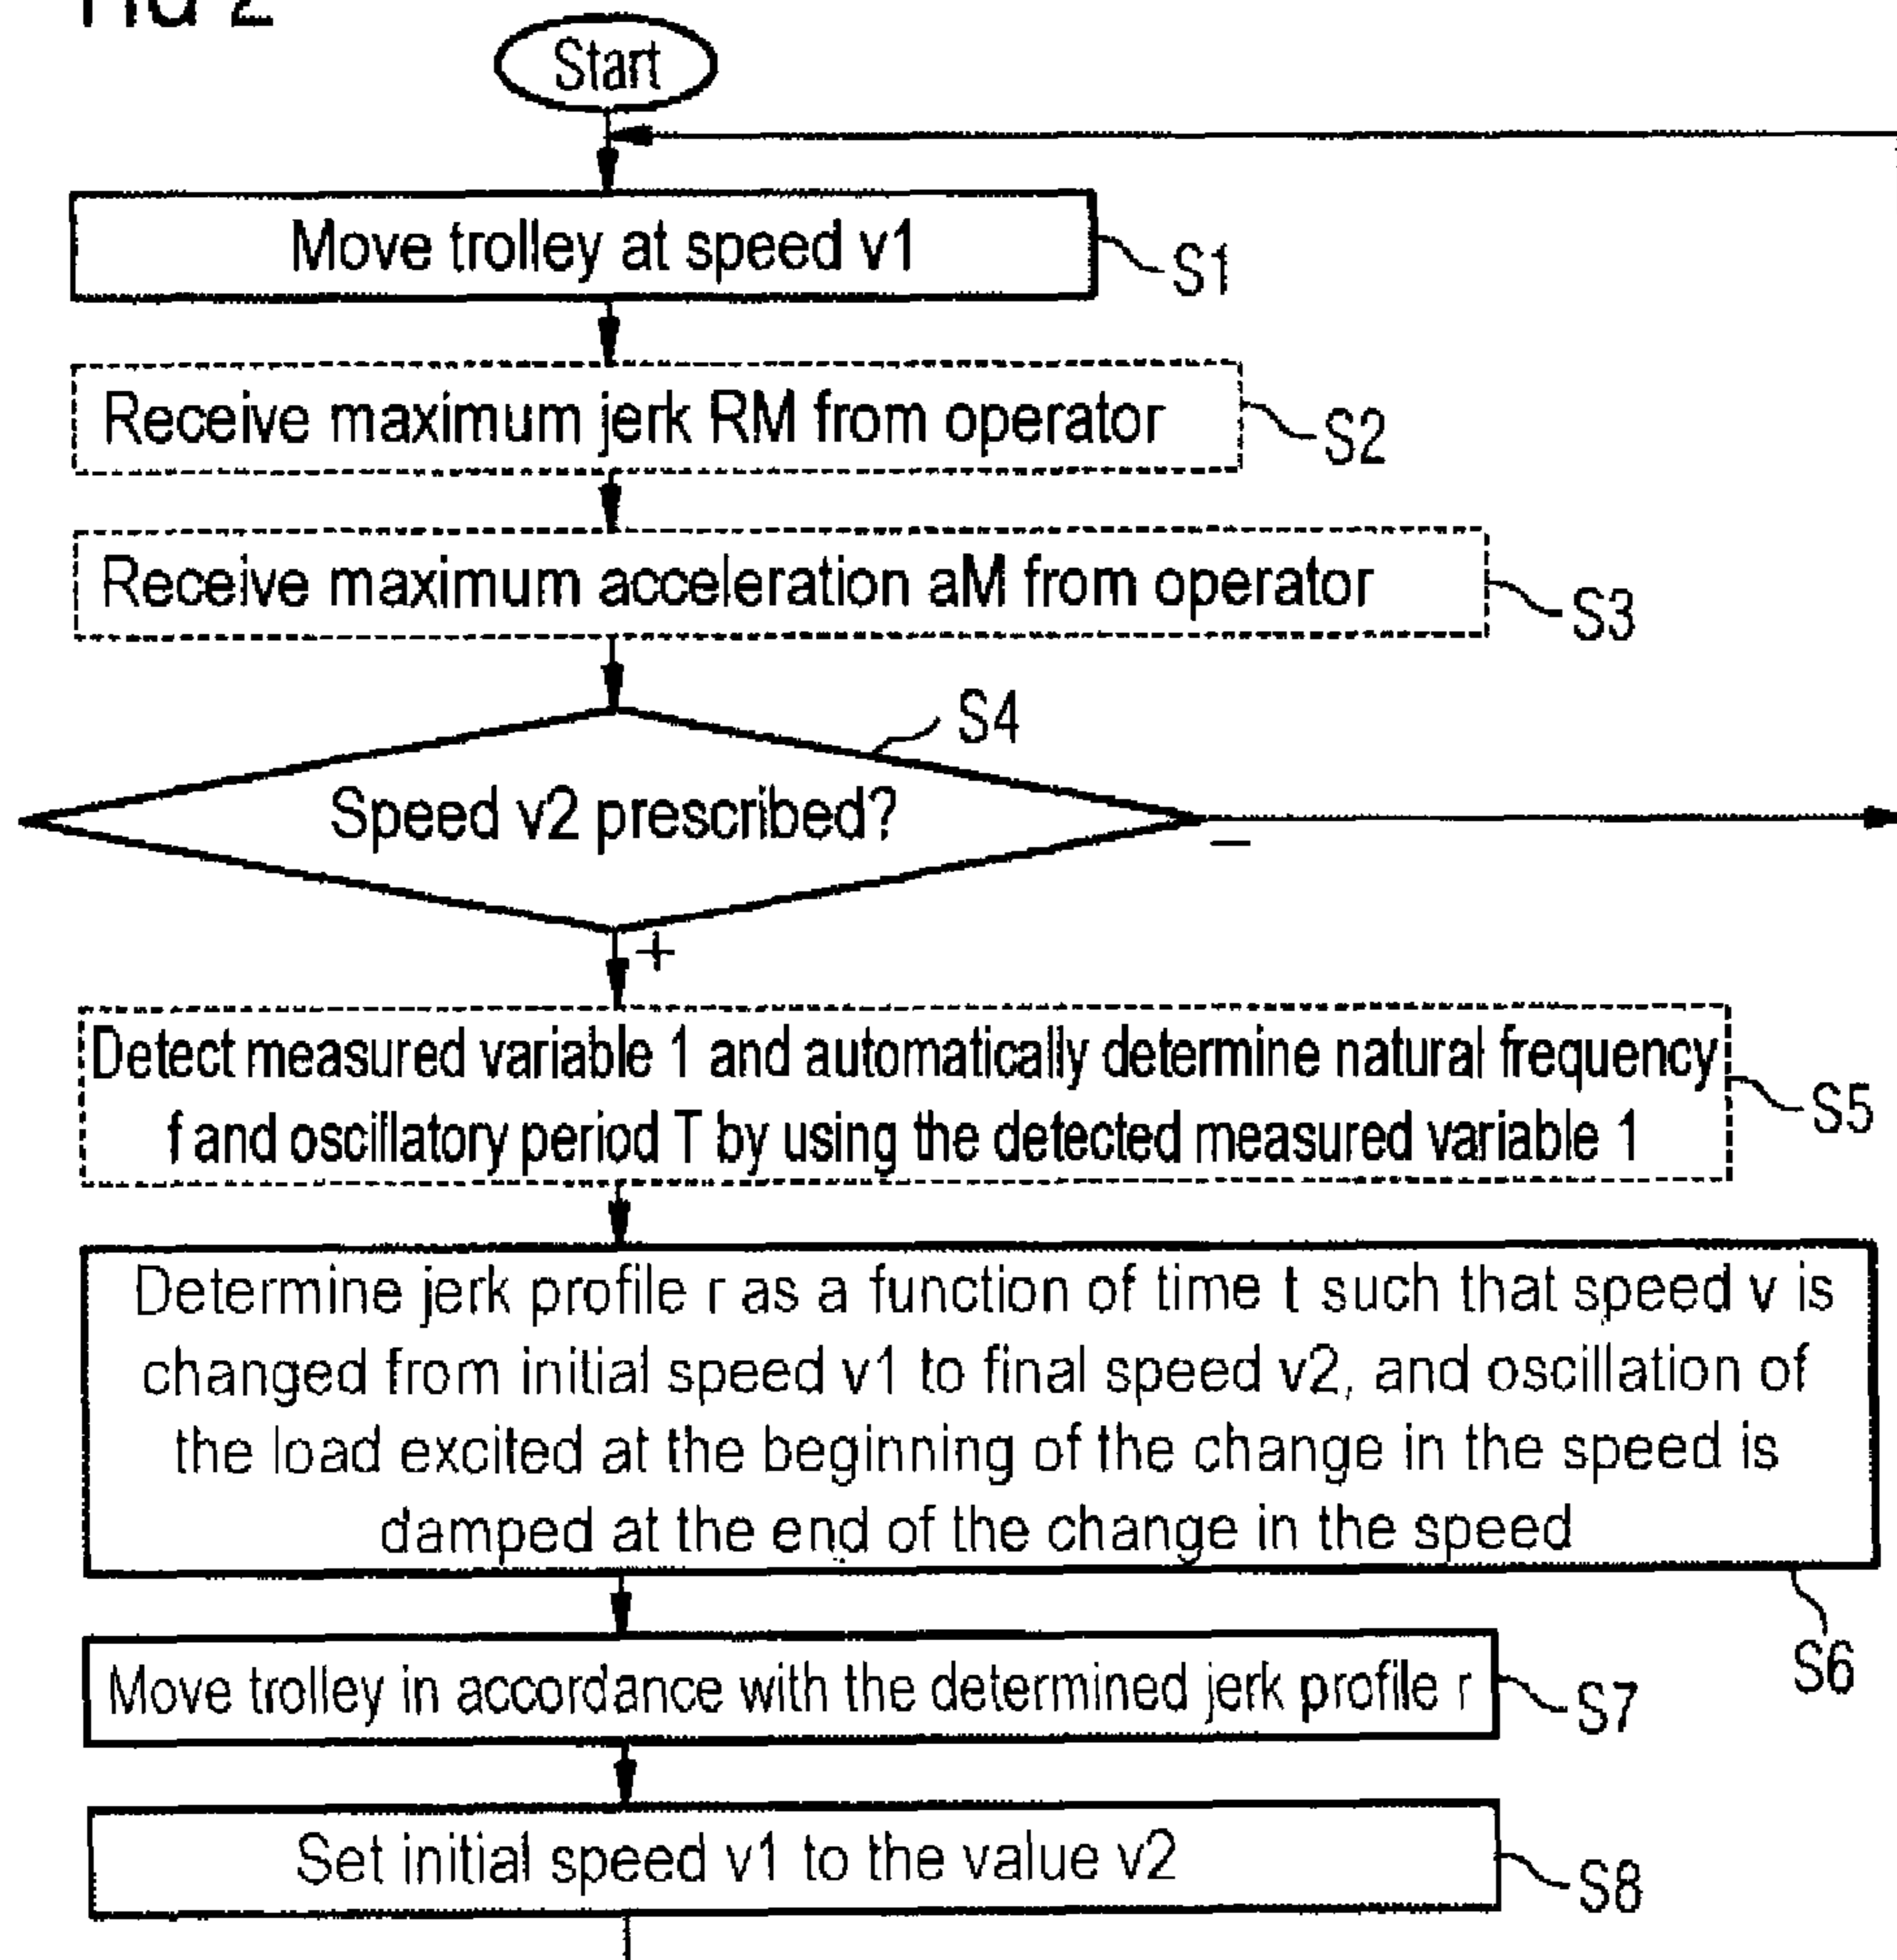 FIG 2
Start
Move trolley at speed v1
S1
Receive maximum jerk RM from operator
S2
Receive maximum acceleration aM from operator
S3
S4
Speed v2 prescribed?
–
+
Detect measured variable 1 and automatically determine natural frequency
f and oscillatory period T by using the detected measured variable 1
S5
Determine jerk profile r as a function of time t such that speed v is
changed from initial speed v1 to final speed v2, and oscillation of
the load excited at the beginning of the change in the speed is
damped at the end of the change in the speed
S6
Move trolley in accordance with the determined jerk profile r
S7
Set initial speed v1 to the value v2
S8